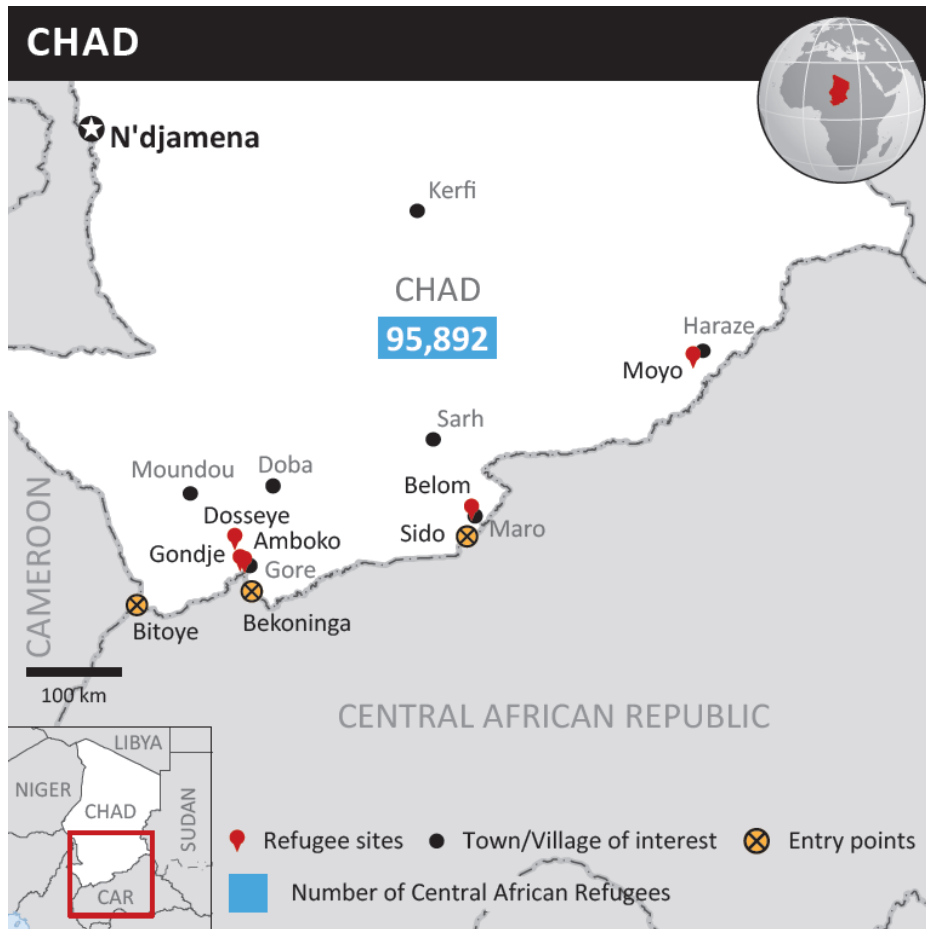 CHAD
N'djamena
Kerfi
CHAD
95,892
Haraze
Moyo
Sarh
Moundou
Doba
Belom
Dosseye
Sido
Maro
Gondje
Amboko
Gore
CAMEROON
Bitoye
Bekoninga
100 km
CENTRAL AFRICAN REPUBLIC
LIBYA
NIGER
CHAD
SUDAN
CAR
Refugee sites
Town/Village of interest
Entry points
Number of Central African Refugees